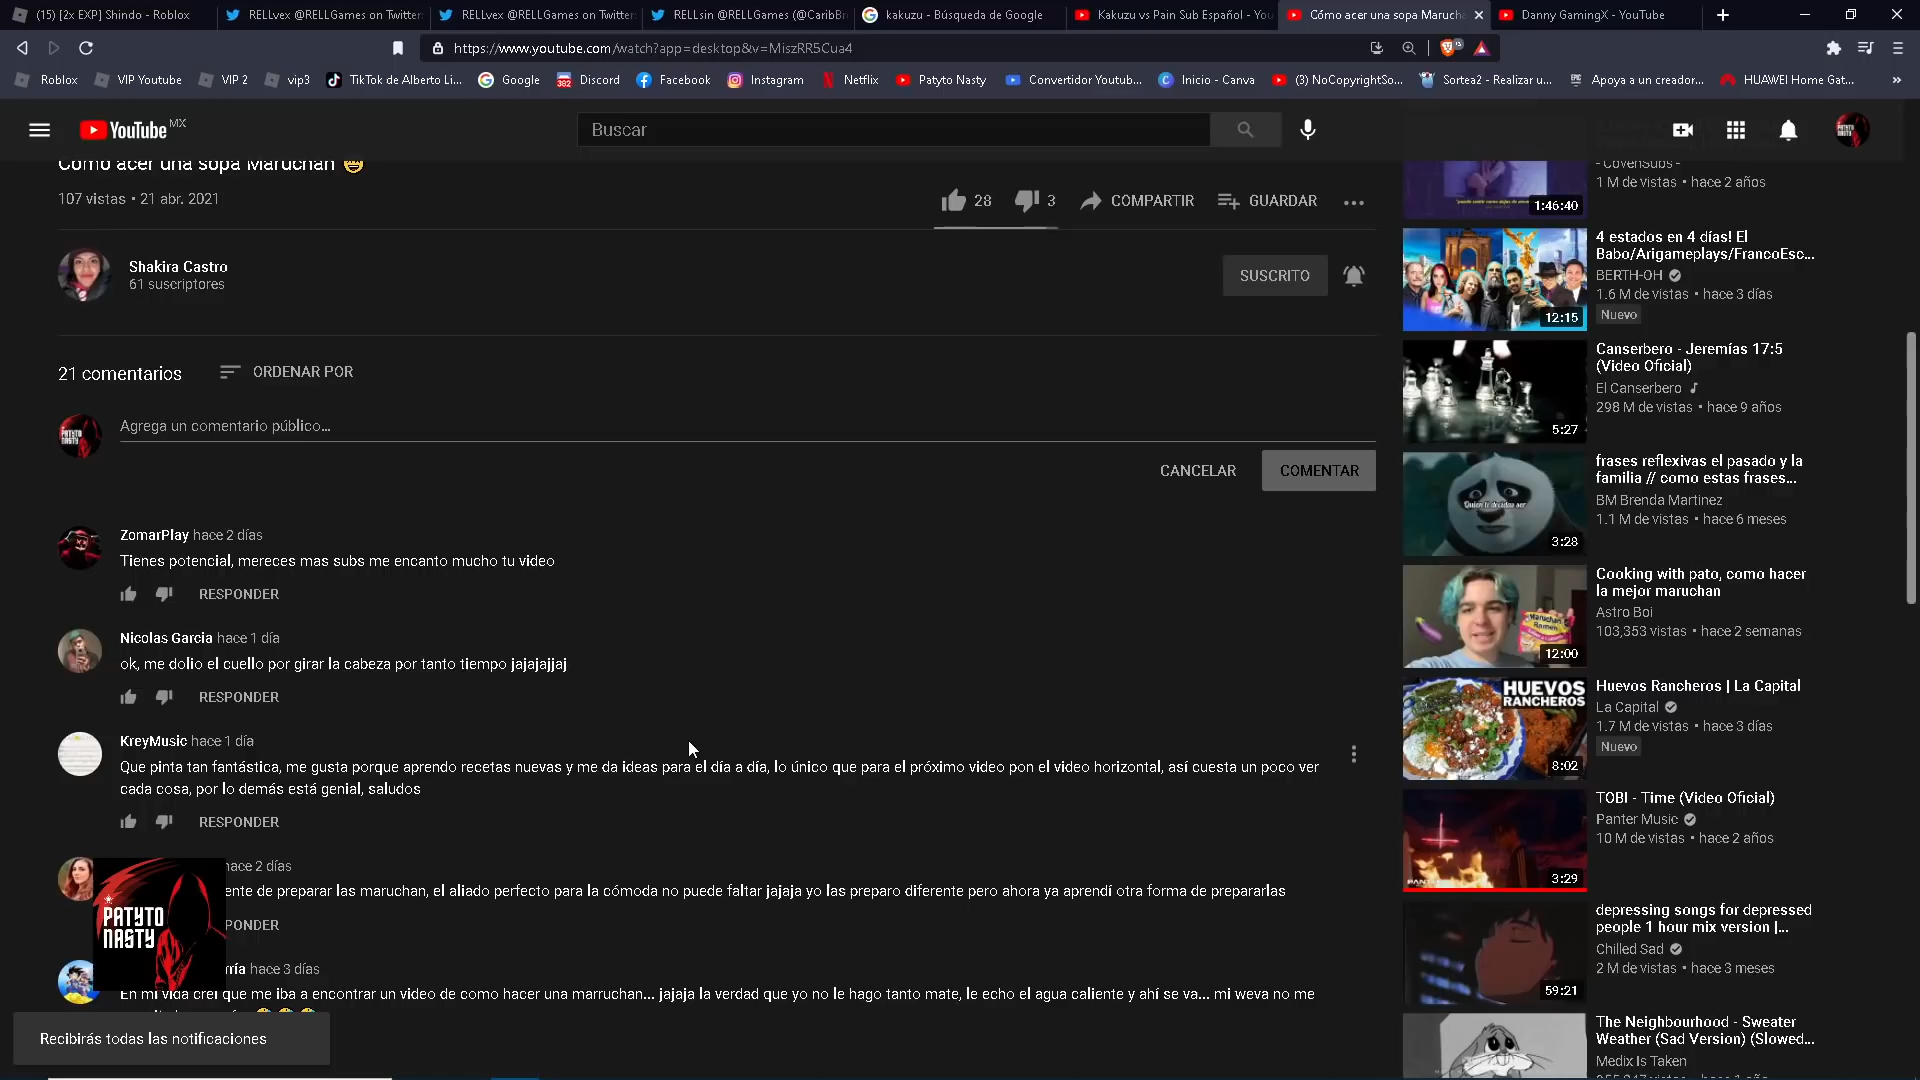 (15) [2x EXP] Shindo - Roblox
RELLvex @RELLGames on Twitter
RELLvex @RELLGames on Twitter
RELLsin @RELLGames (@CaribBr
kakuzu - Búsqueda de Google
Kakuzu vs Pain Sub Español - You
Cómo acer una sopa Marucha
Danny GamingX - YouTube
https://www.youtube.com/watch?app=desktop&v=MiszRR5Cua4
Roblox
VIP Youtube
VIP 2
vip3
TikTok de Alberto Li...
Google
Discord
Facebook
Instagram
Netflix
Patyto Nasty
Convertidor Youtub...
Inicio - Canva
(3) NoCopyrightSo...
Sortea2 - Realizar u...
Apoya a un creador...
HUAWEI Home Gat...
YouTube MX
Buscar
Cómo acer una sopa Maruchan
107 vistas • 21 abr. 2021
28
3
COMPARTIR
GUARDAR
Shakira Castro
61 suscriptores
SUSCRITO
21 comentarios
ORDENAR POR
Agrega un comentario público...
CANCELAR
COMENTAR
ZomarPlay hace 2 días
Tienes potencial, mereces mas subs me encanto mucho tu video
RESPONDER
Nicolas Garcia hace 1 día
ok, me dolio el cuello por girar la cabeza por tanto tiempo jajajajjaj
RESPONDER
KreyMusic hace 1 día
Que pinta tan fantástica, me gusta porque aprendo recetas nuevas y me da ideas para el día a día, lo único que para el próximo video pon el video horizontal, así cuesta un poco ver
cada cosa, por lo demás está genial, saludos
RESPONDER
hace 2 días
ente de preparar las maruchan, el aliado perfecto para la cómoda no puede faltar jajaja yo las preparo diferente pero ahora ya aprendí otra forma de prepararlas
PONDER
PATYTO
NASTY
rría hace 3 días
En mi vida crei que me iba a encontrar un video de como hacer una marruchan... jajaja la verdad que yo no le hago tanto mate, le echo el agua caliente y ahí se va... mi weva no me
Recibirás todas las notificaciones
- CovenSubs -
1 M de vistas • hace 2 años
1:46:40
4 estados en 4 días! El
Babo/Arigameplays/FrancoEsc...
BERTH-OH
1.6 M de vistas • hace 3 días
Nuevo
12:15
Canserbero - Jeremías 17:5
(Video Oficial)
El Canserbero
298 M de vistas • hace 9 años
5:27
frases reflexivas el pasado y la
familia // como estas frases...
BM Brenda Martinez
1.1 M de vistas • hace 6 meses
3:28
Cooking with pato, como hacer
la mejor maruchan
Astro Boi
103,353 vistas • hace 2 semanas
12:00
HUEVOS
RANCHEROS
Huevos Rancheros | La Capital
La Capital
1.7 M de vistas • hace 3 días
Nuevo
8:02
TOBI - Time (Video Oficial)
Panter Music
10 M de vistas • hace 2 años
3:29
depressing songs for depressed
people 1 hour mix version |...
Chilled Sad
2 M de vistas • hace 3 meses
59:21
The Neighbourhood - Sweater
Weather (Sad Version) (Slowed...
Medix Is Taken